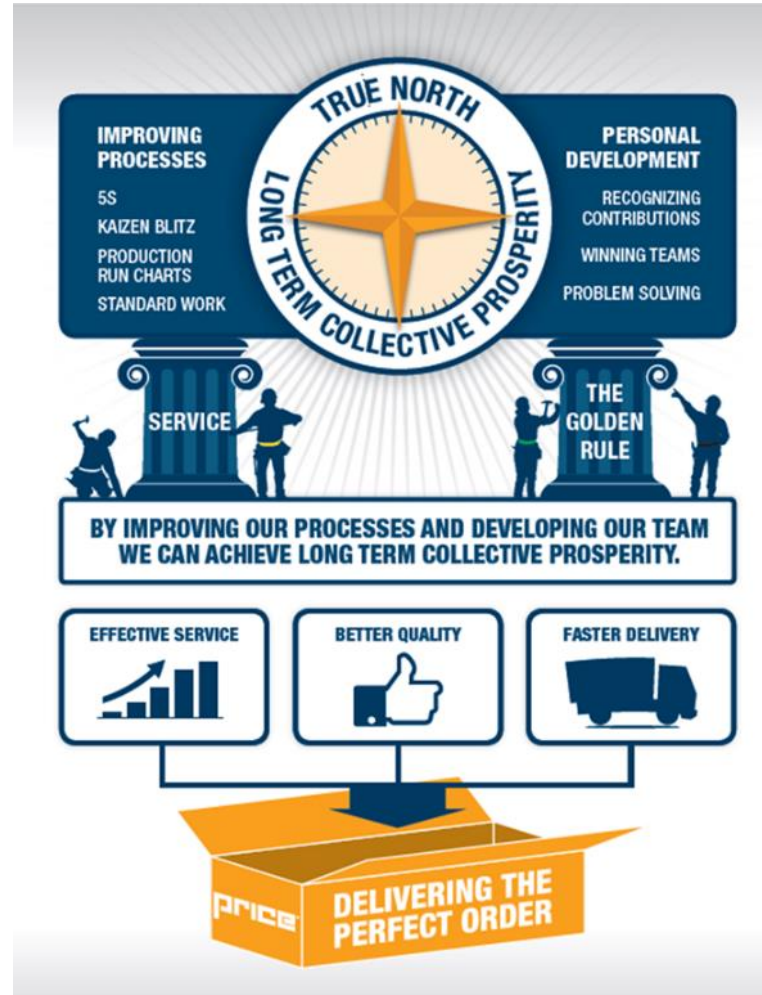 TRUE NORTH
LONG TERM COLLECTIVE PROSPERITY
IMPROVING
PROCESSES
5S
KAIZEN BLITZ
PRODUCTION
RUN CHARTS
STANDARD WORK
PERSONAL
DEVELOPMENT
RECOGNIZING
CONTRIBUTIONS
WINNING TEAMS
PROBLEM SOLVING
SERVICE
THE
GOLDEN
RULE
BY IMPROVING OUR PROCESSES AND DEVELOPING OUR TEAM
WE CAN ACHIEVE LONG TERM COLLECTIVE PROSPERITY.
EFFECTIVE SERVICE
BETTER QUALITY
FASTER DELIVERY
price
DELIVERING THE
PERFECT ORDER